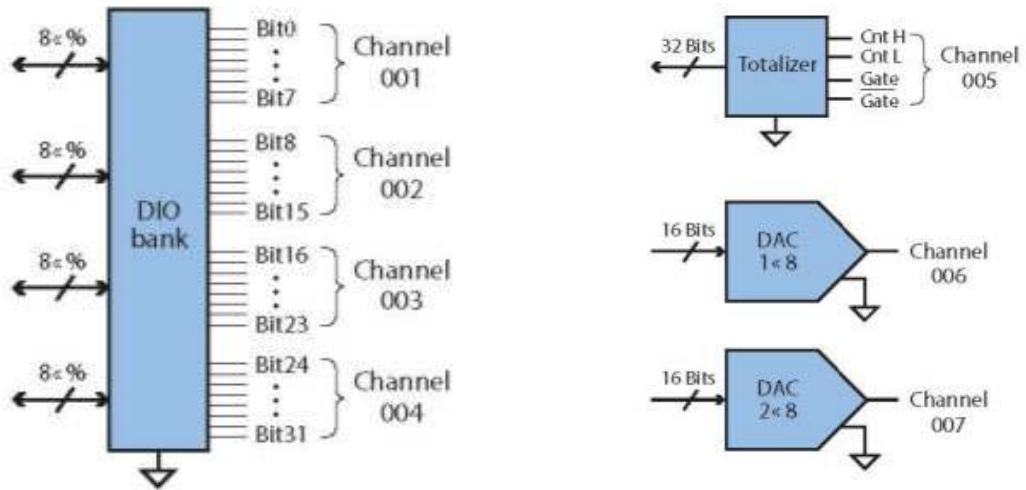 8«%
Bit0
Bit7
Channel
001
8«%
Bit8
Bit15
Channel
002
DIO
bank
8«%
Bit16
Bit23
Channel
003
8«%
Bit24
Bit31
Channel
004
32 Bits
Totalizer
Cnt H
Cnt L
Gate
Gate
Channel
005
16 Bits
DAC
1«8
Channel
006
16 Bits
DAC
2«8
Channel
007